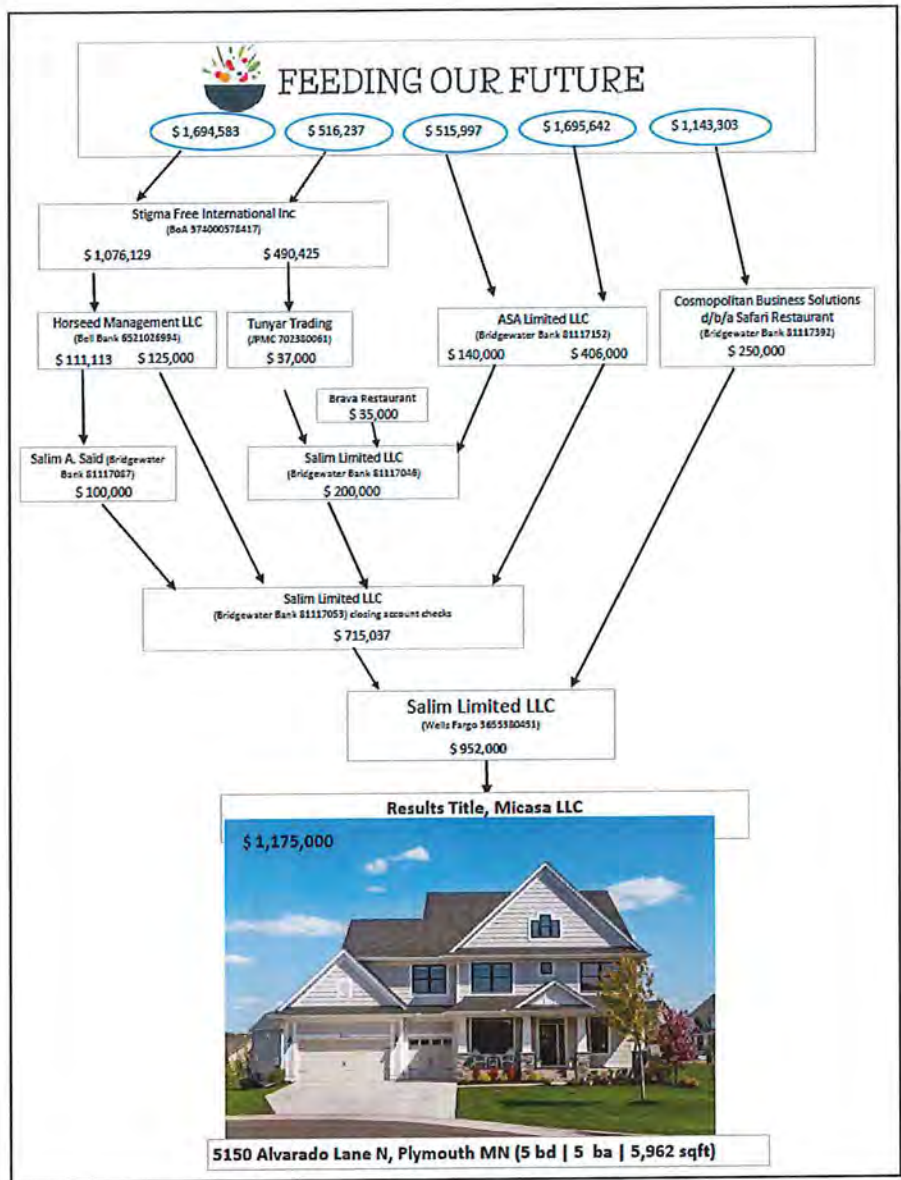 FEEDING OUR FUTURE
$ 1,694,583 $ 516,237 $ 515,997 $ 1,695,642 $ 1,143,303
Stigma Free International Inc
(BoA 374000578417)
$ 1,076,129 $ 490,425
Horseed Management LLC
(Bell Bank 6521026994)
$ 111,113 $ 125,000
Tunyar Trading
(JPMC 702380061)
$ 37,000
ASA Limited LLC
(Bridgewater Bank 81117152)
$ 140,000 $ 406,000
Cosmopolitan Business Solutions
d/b/a Safari Restaurant
(Bridgewater Bank 81117392)
$ 250,000
Brava Restaurant
$ 35,000
Salim A. Said (Bridgewater
Bank 81117087)
$ 100,000
Salim Limited LLC
(Bridgewater Bank 81117046)
$ 200,000
Salim Limited LLC
(Bridgewater Bank 81117053) closing account checks
$ 715,037
Salim Limited LLC
(Wells Fargo 3655380451)
$ 952,000
Results Title, Micasa LLC
$ 1,175,000
5150 Alvarado Lane N, Plymouth MN (5 bd | 5 ba | 5,962 sqft)